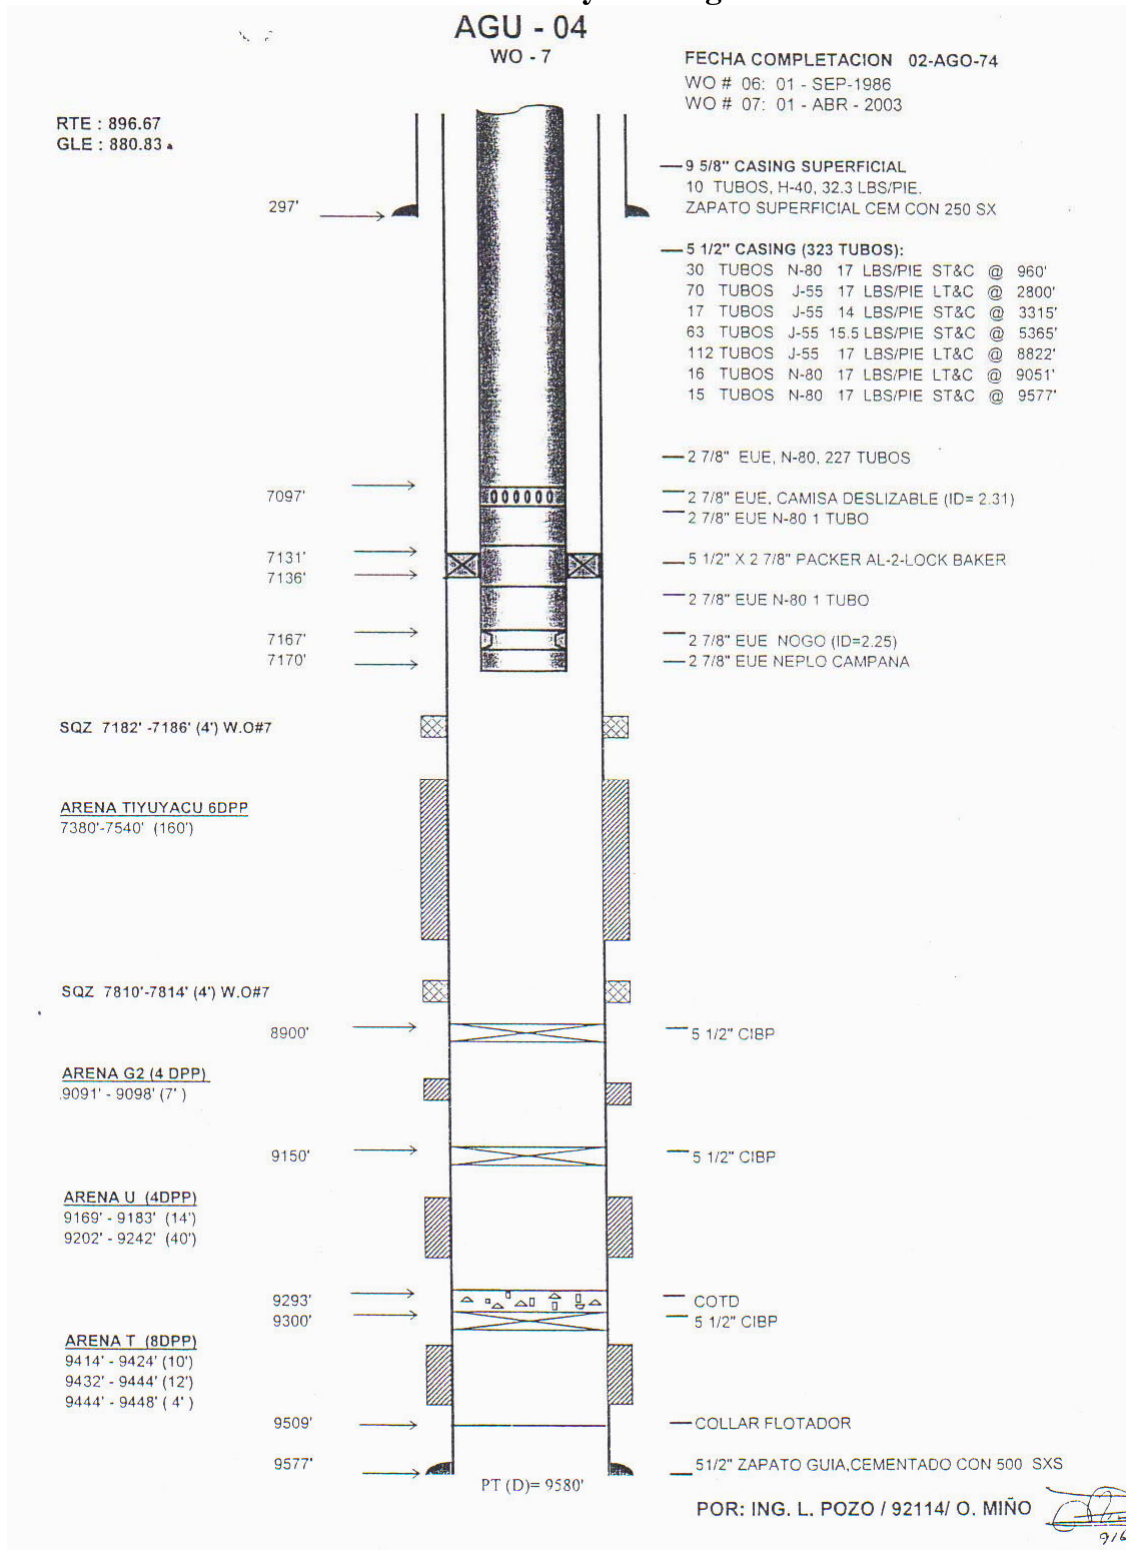 AGU - 04
WO - 7
FECHA COMPLETACION 02-AGO-74
WO # 06: 01 - SEP-1986
WO # 07: 01 - ABR - 2003
RTE : 896.67
GLE : 880.83
9 5/8" CASING SUPERFICIAL
10 TUBOS, H-40, 32.3 LBS/PIE.
ZAPATO SUPERFICIAL CEM CON 250 SX
297'
5 1/2" CASING (323 TUBOS):
30 TUBOS N-80 17 LBS/PIE ST&C @ 960'
70 TUBOS J-55 17 LBS/PIE LT&C @ 2800'
17 TUBOS J-55 14 LBS/PIE ST&C @ 3315'
63 TUBOS J-55 15.5 LBS/PIE ST&C @ 5365'
112 TUBOS J-55 17 LBS/PIE LT&C @ 8822'
16 TUBOS N-80 17 LBS/PIE LT&C @ 9051'
15 TUBOS N-80 17 LBS/PIE ST&C @ 9577'
2 7/8" EUE, N-80, 227 TUBOS
7097'
2 7/8" EUE, CAMISA DESLIZABLE (ID= 2.31)
2 7/8" EUE N-80 1 TUBO
7131'
5 1/2" X 2 7/8" PACKER AL-2-LOCK BAKER
7136'
2 7/8" EUE N-80 1 TUBO
7167'
2 7/8" EUE NOGO (ID=2.25)
7170'
2 7/8" EUE NEPLO CAMPANA
SQZ 7182' -7186' (4') W.O#7
ARENA TIYUYACU 6DPP
7380'-7540' (160')
SQZ 7810'-7814' (4') W.O#7
8900'
5 1/2" CIBP
ARENA G2 (4 DPP)
9091' - 9098' (7' )
9150'
5 1/2" CIBP
ARENA U (4DPP)
9169' - 9183' (14')
9202' - 9242' (40')
9293'
COTD
9300'
5 1/2" CIBP
ARENA T (8DPP)
9414' - 9424' (10')
9432' - 9444' (12')
9444' - 9448' ( 4' )
9509'
COLLAR FLOTADOR
9577'
51/2" ZAPATO GUIA,CEMENTADO CON 500 SXS
PT (D)= 9580'
POR: ING. L. POZO / 92114/ O. MIÑO